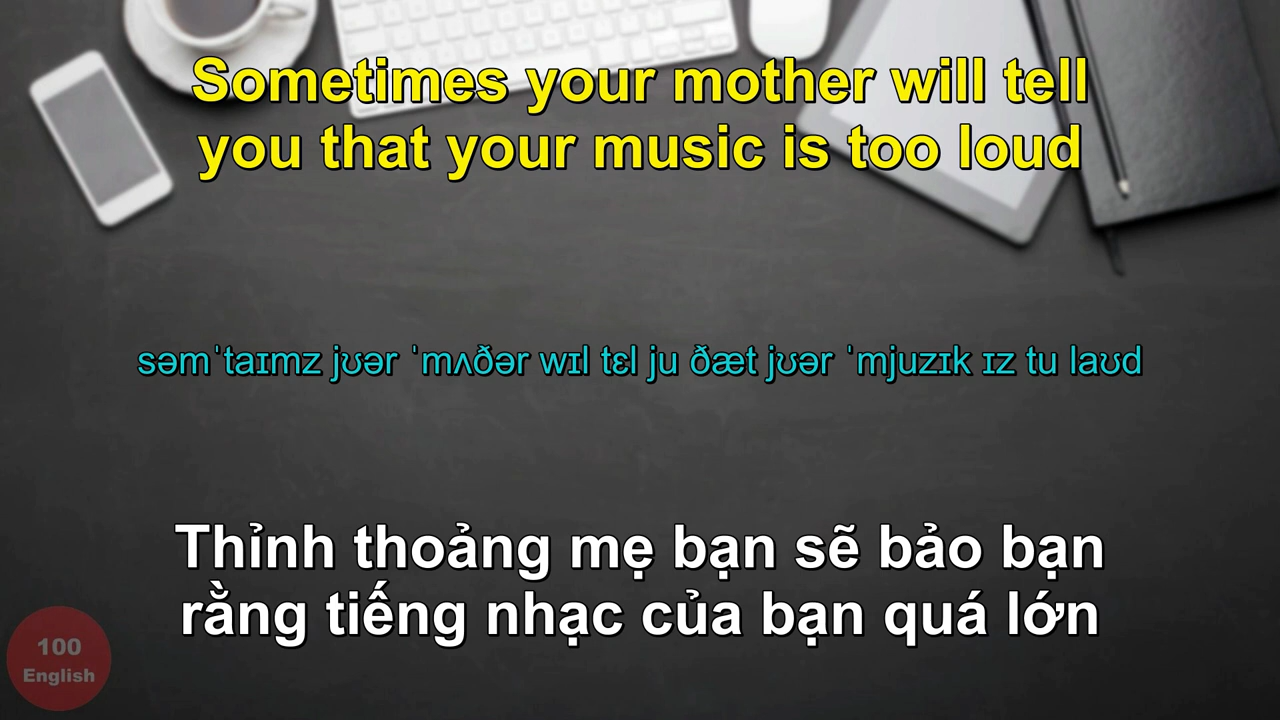 Sometimes your mother will tell
you that your music is too loud
səmˈtaɪmz jʊər ˈmʌðər wɪl tɛl ju ðæt jʊər ˈmjuzɪk ɪz tu laʊd
Thỉnh thoảng mẹ bạn sẽ bảo bạn
rằng tiếng nhạc của bạn quá lớn
100
English